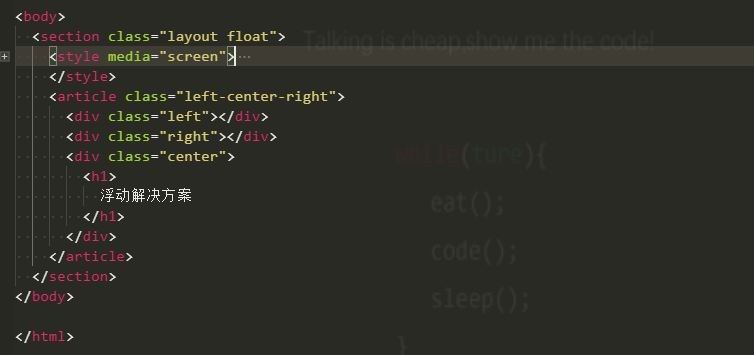 <body>
<section class="layout float">
Talking is cheap,show me the code!
<style media="screen">…
</style>
<article class="left-center-right">
<div class="left"></div>
<div class="right"></div>
<div class="center">
<h1>
浮动解决方案
</h1>
</div>
</article>
</section>
</body>
</html>
while(ture){
eat();
code();
sleep();
}